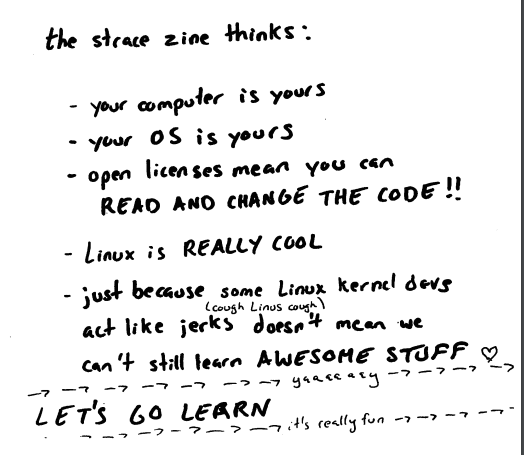 the strace zine thinks:
- your computer is yours
- your OS is yours
- open licenses mean you can
READ AND CHANGE THE CODE!!
- Linux is REALLY COOL
- just because some Linux kernel devs
(cough Linus cough)
act like jerks doesn't mean we
can't still learn AWESOME STUFF ♡
yaaeeaay
LET'S GO LEARN
it's really fun